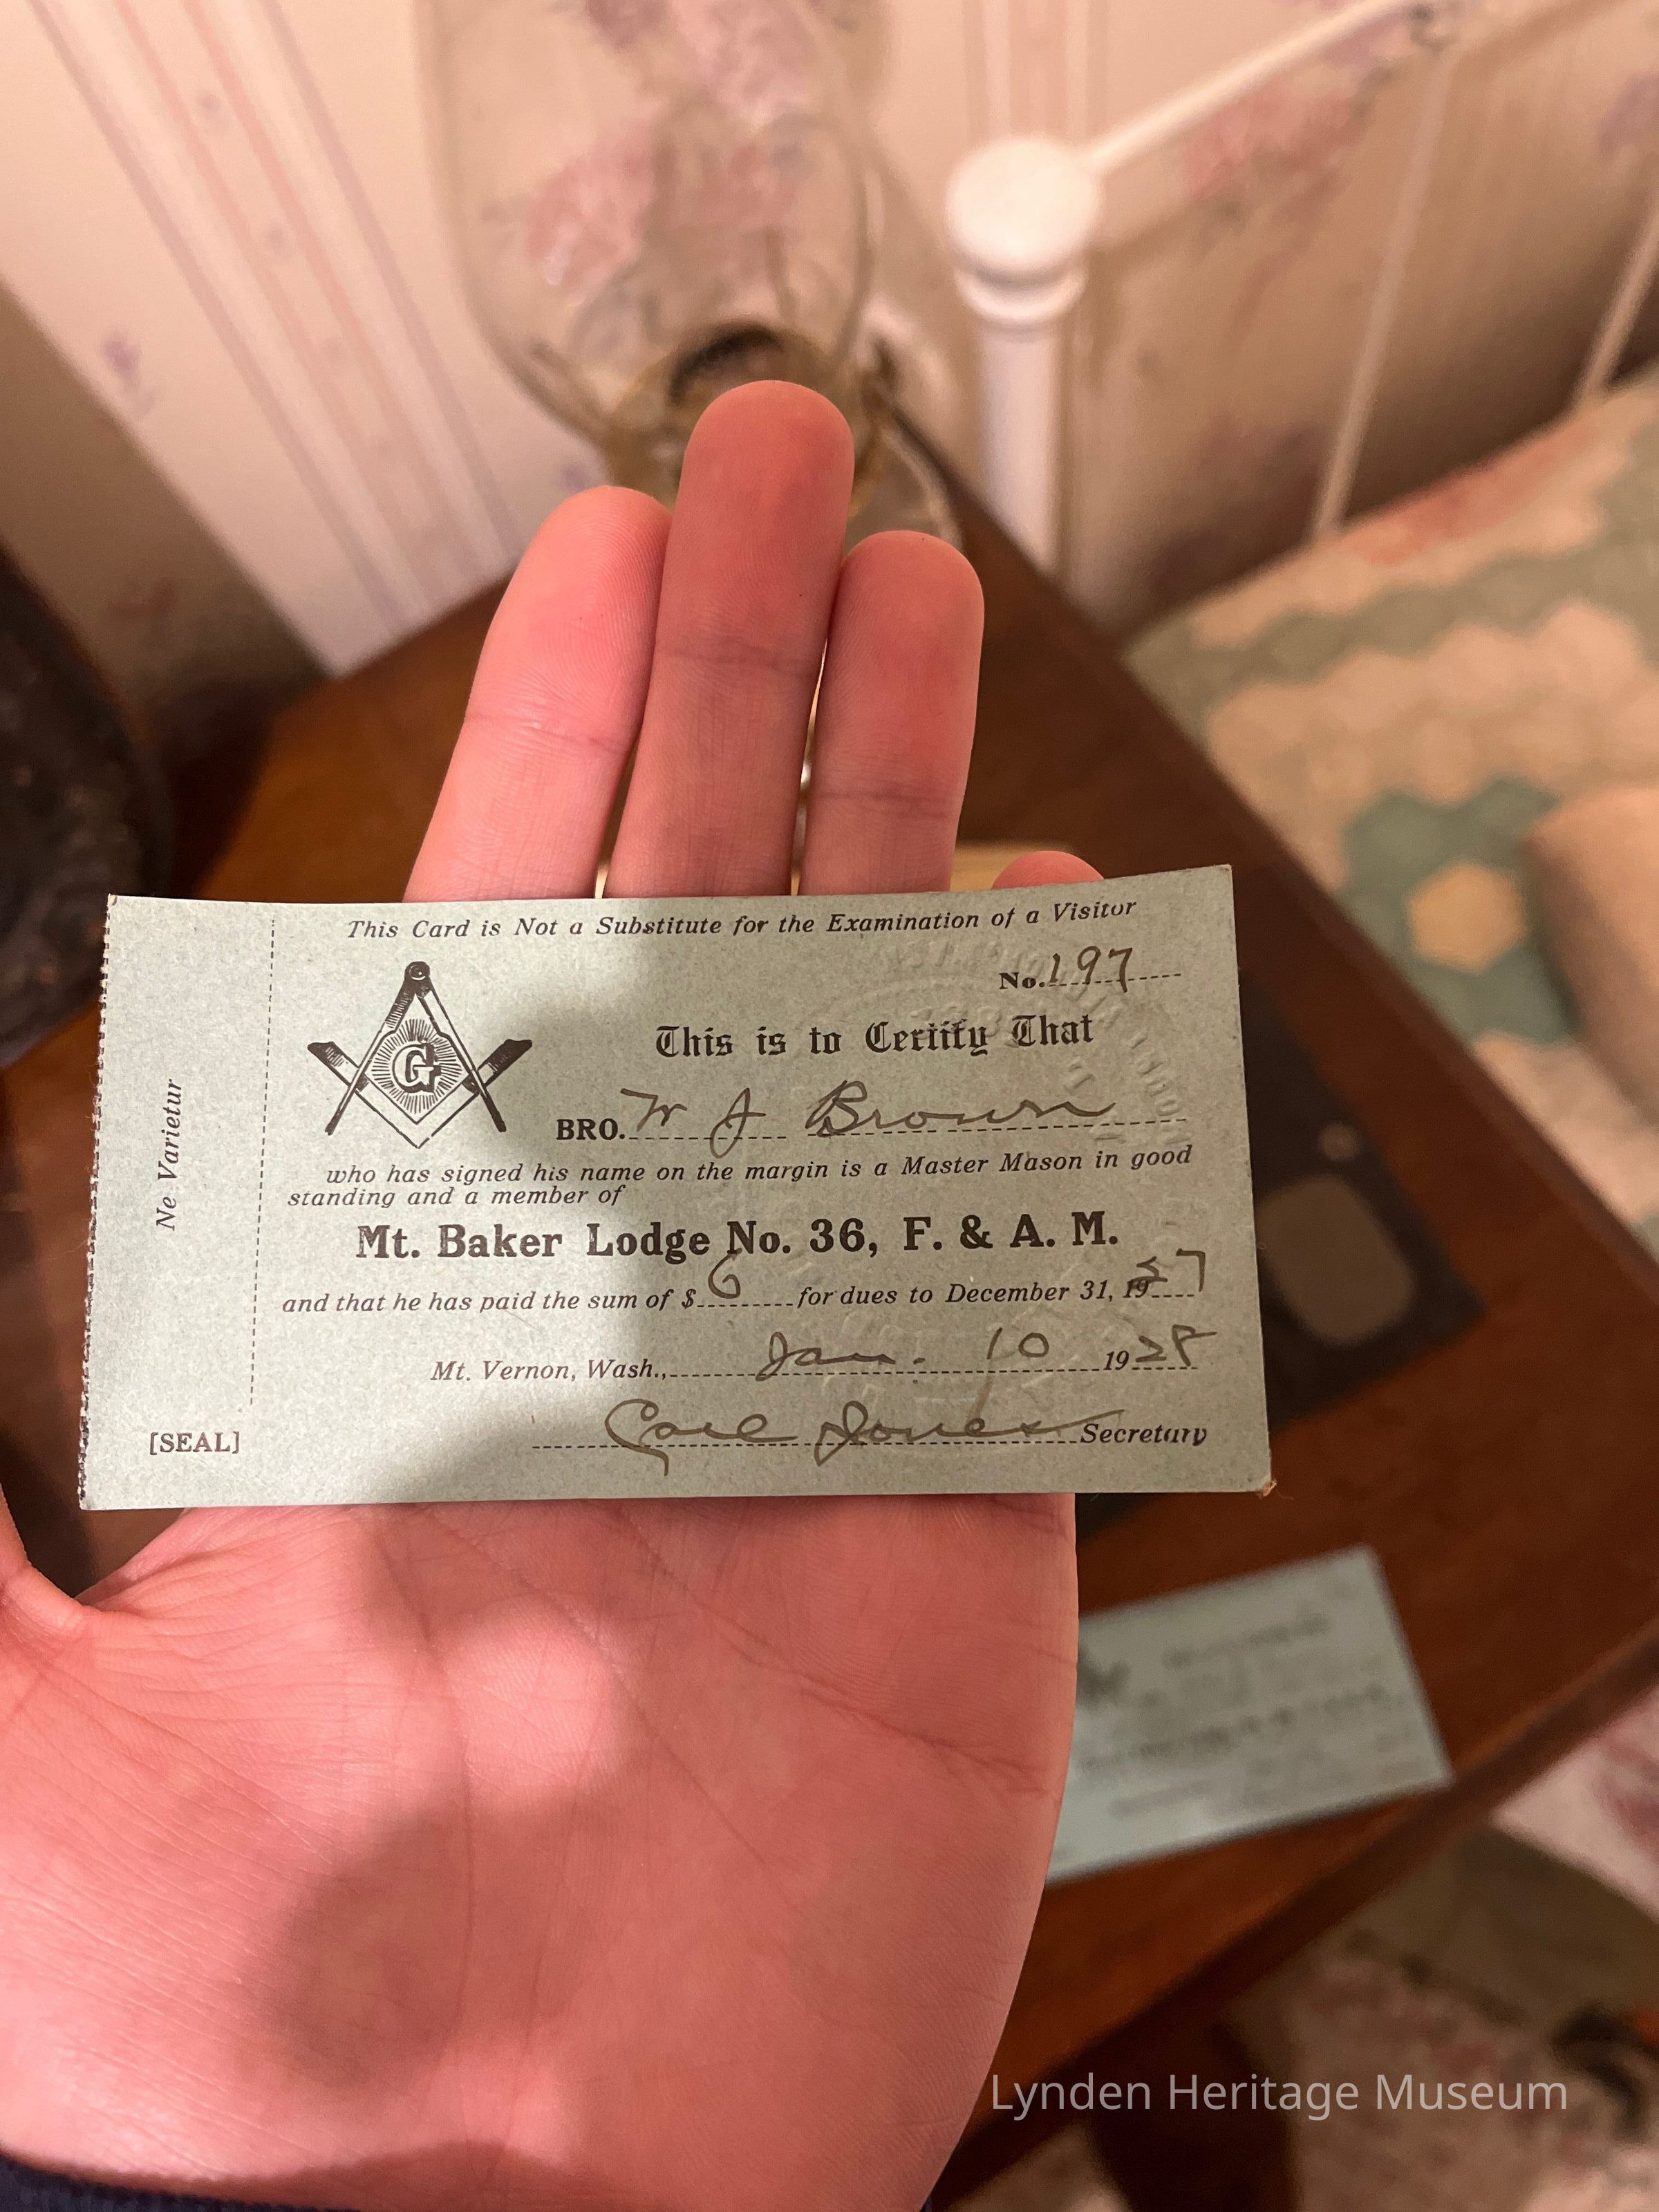 This Card is Not a Substitute for the Examination of a Visitor
No. 197
G
This is to Certify That
BRO. W J Brown
who has signed his name on the margin is a Master Mason in good
standing and a member of
Mt. Baker Lodge No. 36, F. & A. M.
and that he has paid the sum of $ 6 for dues to December 31, 1927
Mt. Vernon, Wash., Jan. 10 1928
Carl Jones Secretary
Ne Varietur
[SEAL]
Lynden Heritage Museum